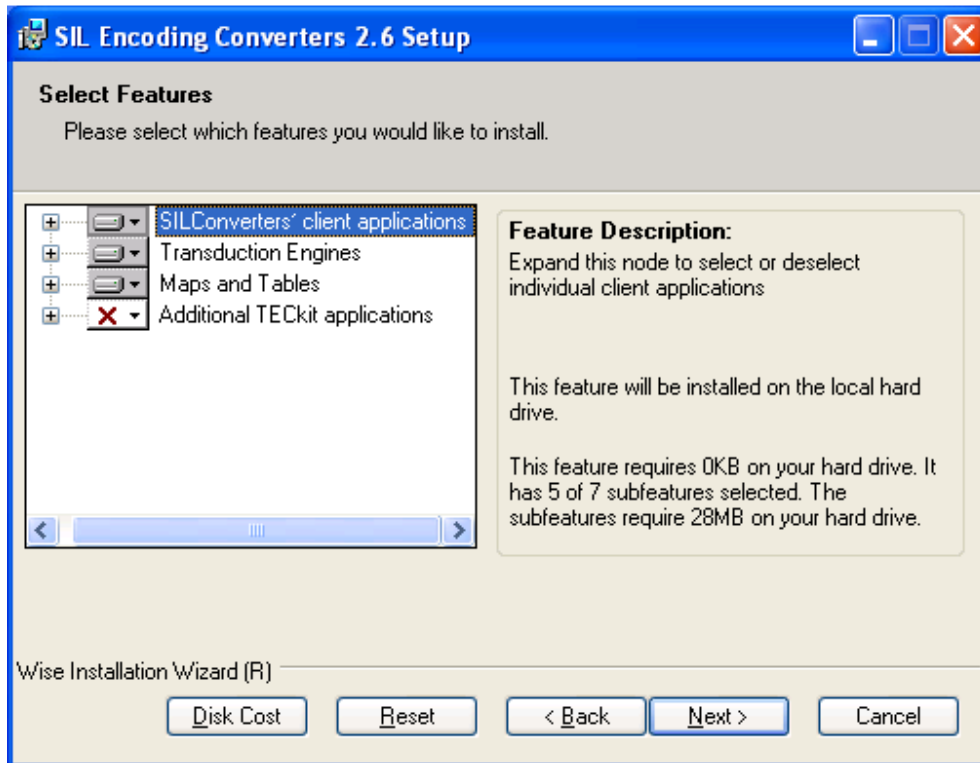 SIL Encoding Converters 2.6 Setup
Select Features
Please select which features you would like to install.
SILConverters' client applications
Transduction Engines
Maps and Tables
Additional TECkit applications
Feature Description:
Expand this node to select or deselect
individual client applications
This feature will be installed on the local hard
drive.
This feature requires 0KB on your hard drive. It
has 5 of 7 subfeatures selected. The
subfeatures require 28MB on your hard drive.
Wise Installation Wizard (R)
Disk Cost
Reset
< Back
Next >
Cancel